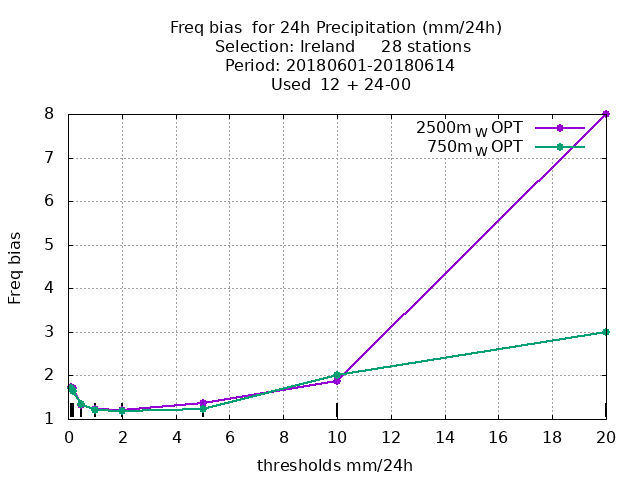 Freq bias  for 24h Precipitation (mm/24h)
Selection: Ireland     28 stations
Period: 20180601-20180614
Used  12 + 24-00
2500m W OPT
750m W OPT
8
7
6
5
4
3
2
1
Freq bias
0 2 4 6 8 10 12 14 16 18 20
thresholds mm/24h